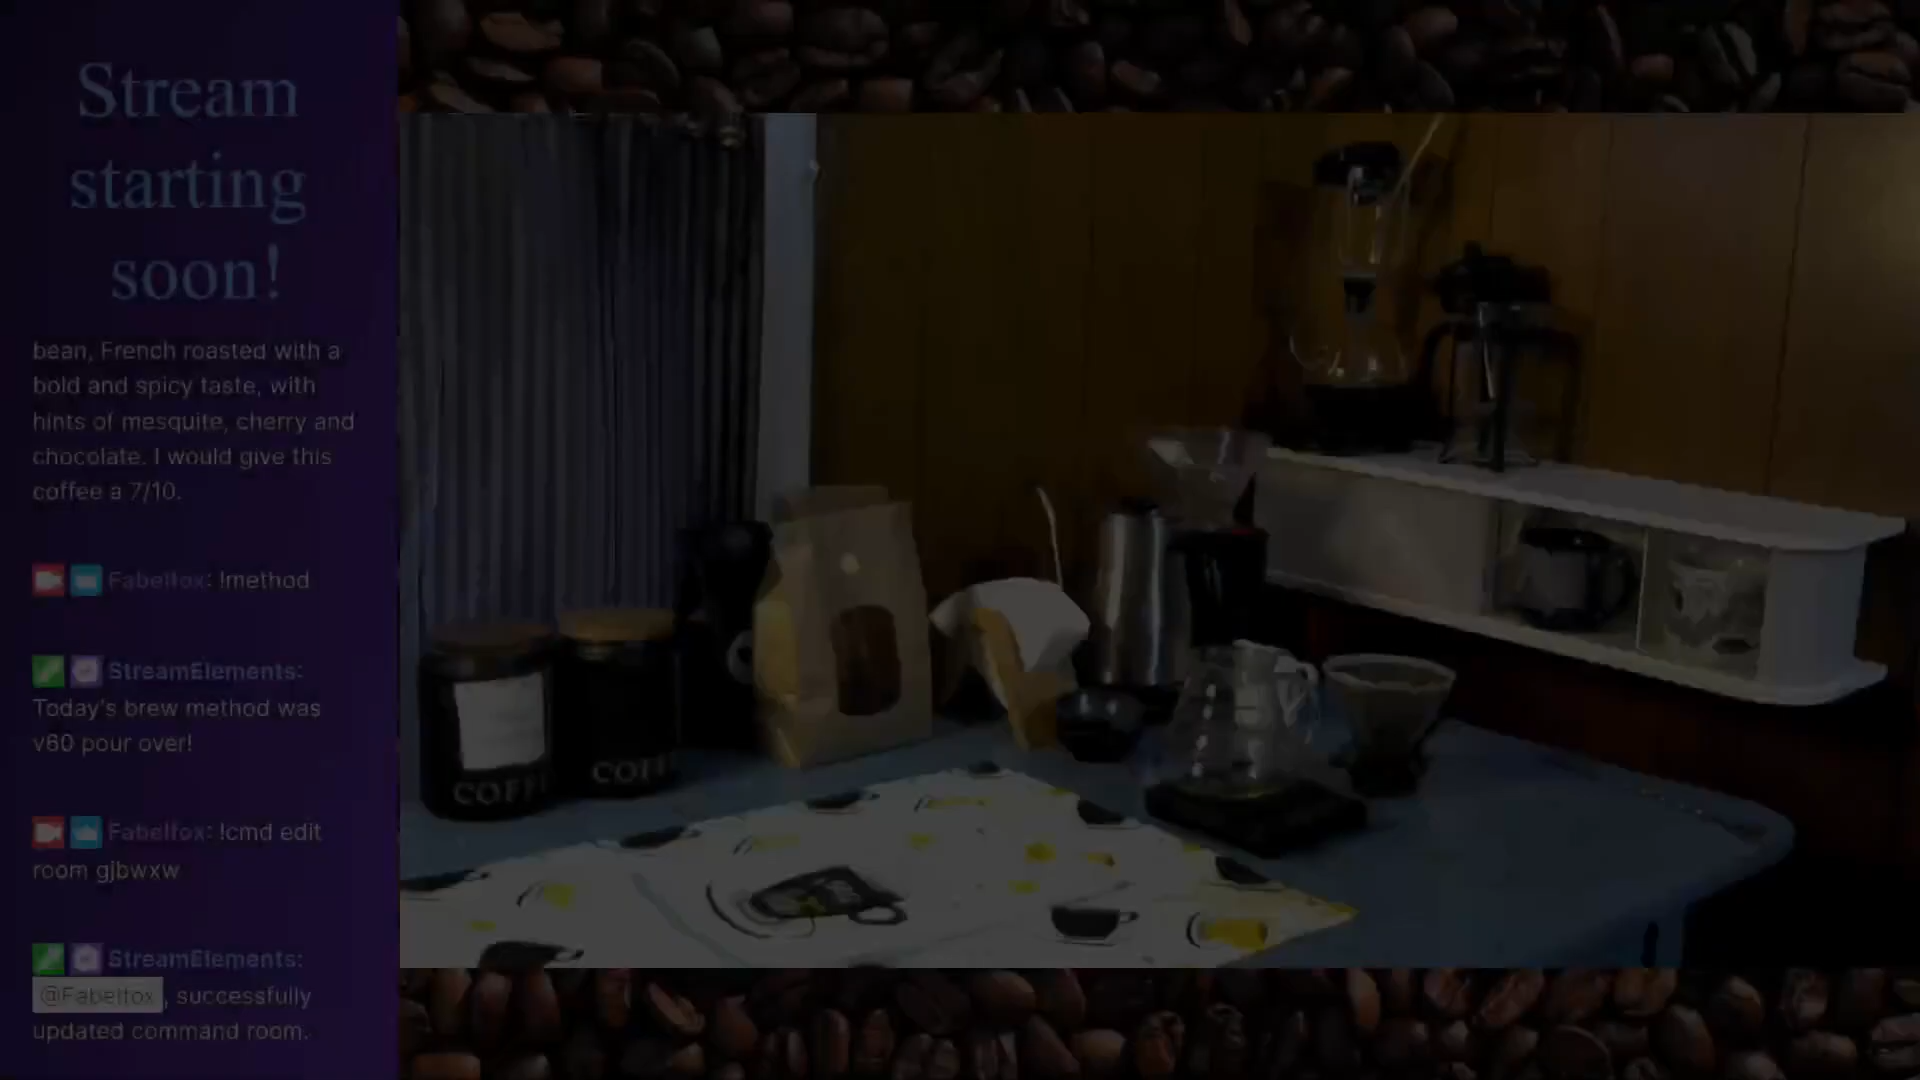 Stream
starting
soon!
bean, French roasted with a
bold and spicy taste, with
hints of mesquite, cherry and
chocolate. I would give this
coffee a 7/10.
Fabelfox: !method
StreamElements:
Today's brew method was
v60 pour over!
Fabelfox: !cmd edit
room gjbwxw
StreamElements:
@Fabelfox, successfully
updated command room.
COFF
COFF